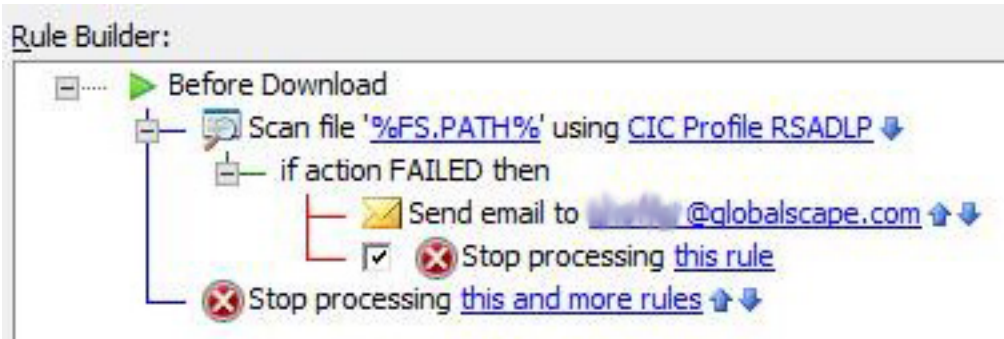 Rule Builder:
Before Download
Scan file '%FS.PATH%' using CIC Profile RSADLP
if action FAILED then
Send email to @globalscape.com
Stop processing this rule
Stop processing this and more rules